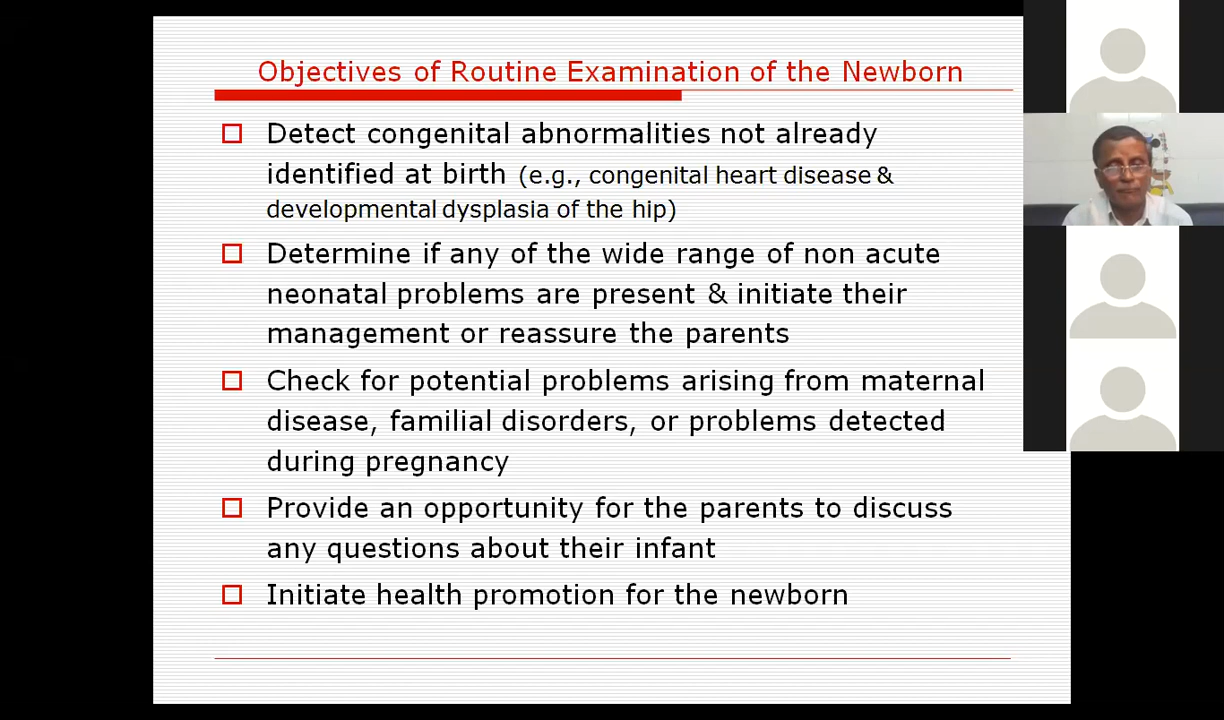 Objectives of Routine Examination of the Newborn
Detect congenital abnormalities not already
identified at birth (e.g., congenital heart disease &
developmental dysplasia of the hip)
Determine if any of the wide range of non acute
neonatal problems are present & initiate their
management or reassure the parents
Check for potential problems arising from maternal
disease, familial disorders, or problems detected
during pregnancy
Provide an opportunity for the parents to discuss
any questions about their infant
Initiate health promotion for the newborn